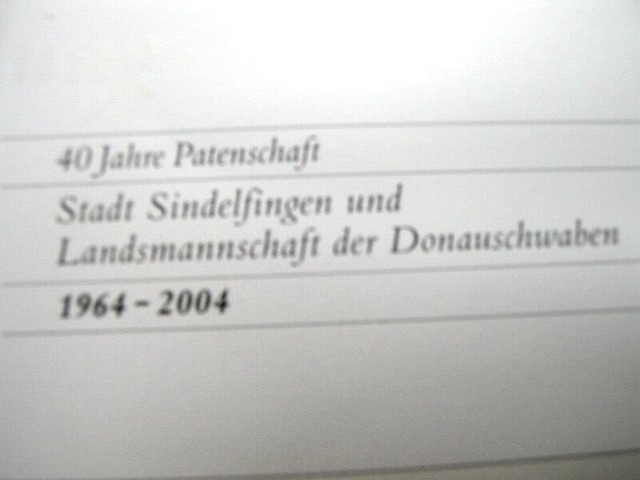 40 Jahre Patenschaft
Stadt Sindelfingen und
Landsmannschaft der Donauschwaben
1964 – 2004